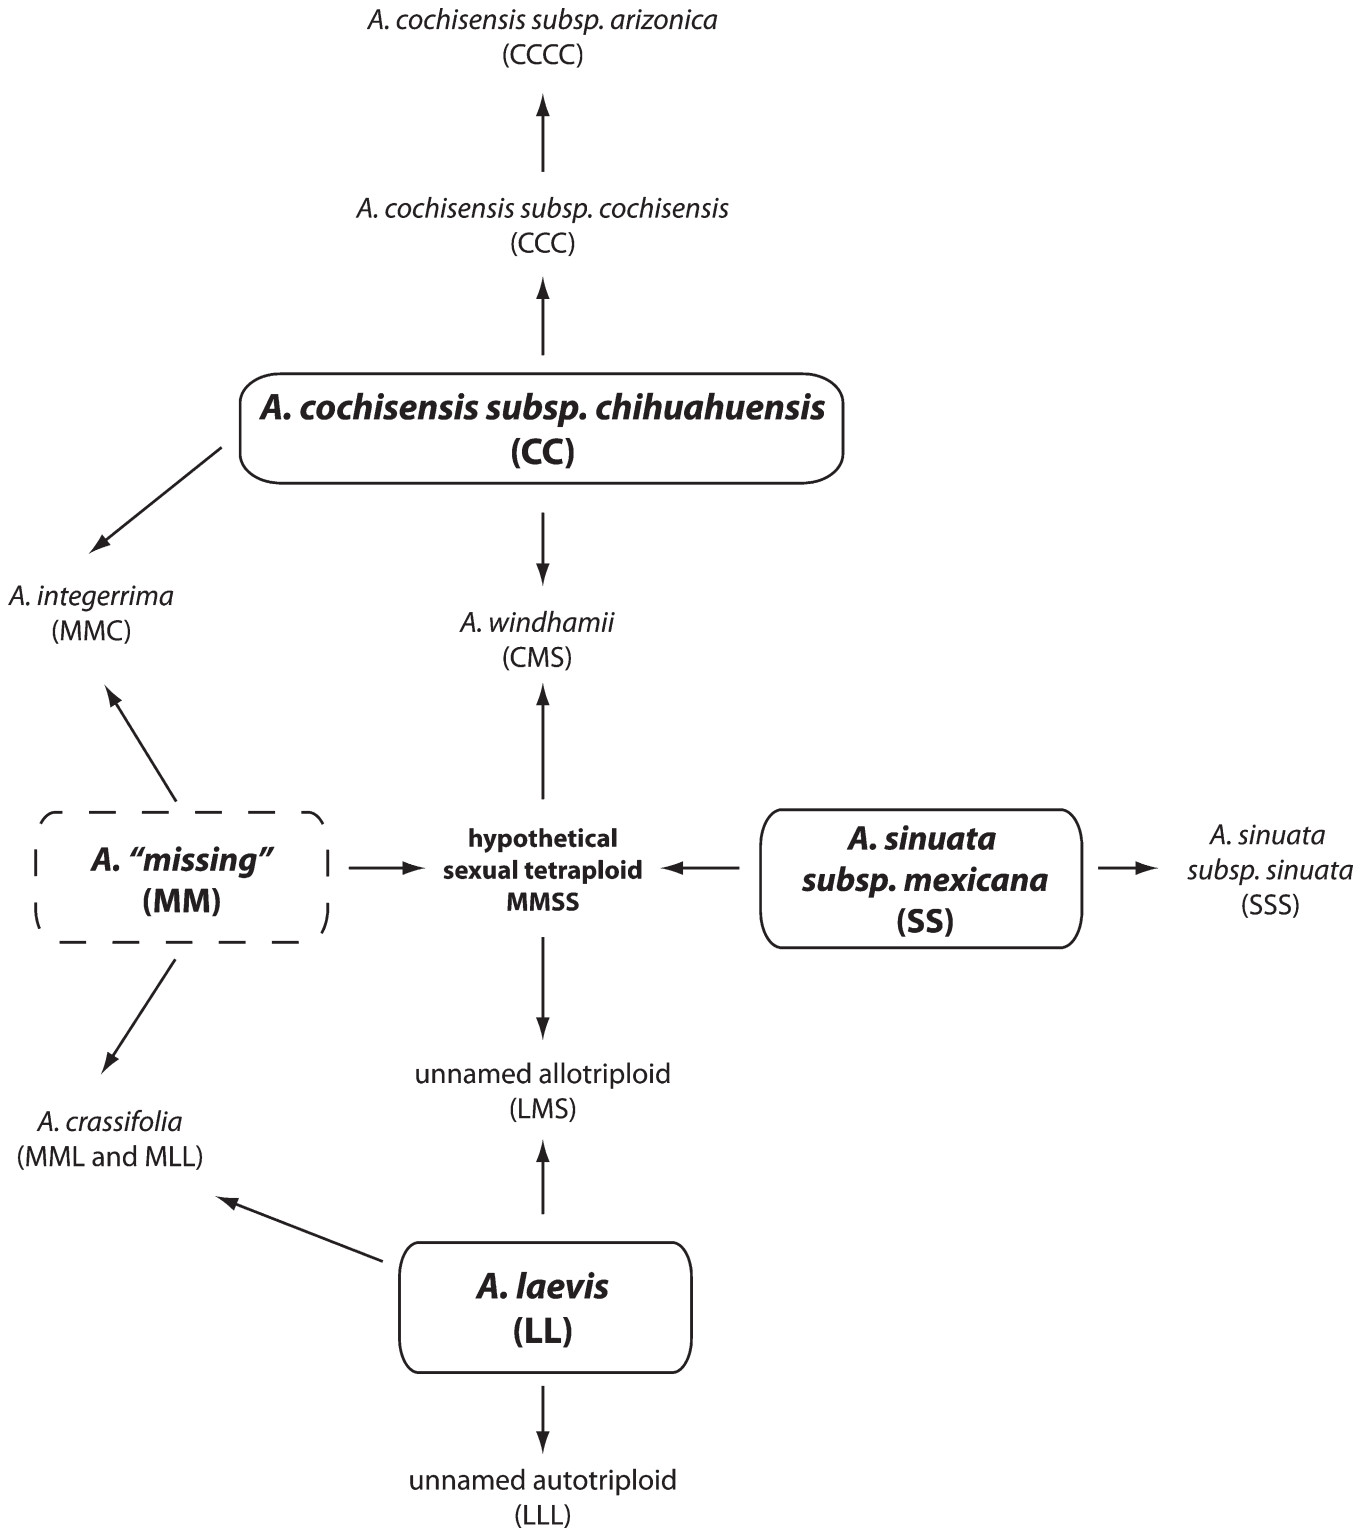 A. cochisensis subsp. arizonica
(CCCC)
A. cochisensis subsp. cochisensis
(CCC)
A. cochisensis subsp. chihuahuensis
(CC)
A. integerrima
(MMC)
A. windhamii
(CMS)
A. “missing”
(MM)
hypothetical
sexual tetraploid
MMSS
A. sinuata
subsp. mexicana
(SS)
A. sinuata
subsp. sinuata
(SSS)
unnamed allotriploid
(LMS)
A. crassifolia
(MML and MLL)
A. laevis
(LL)
unnamed autotriploid
(LLL)